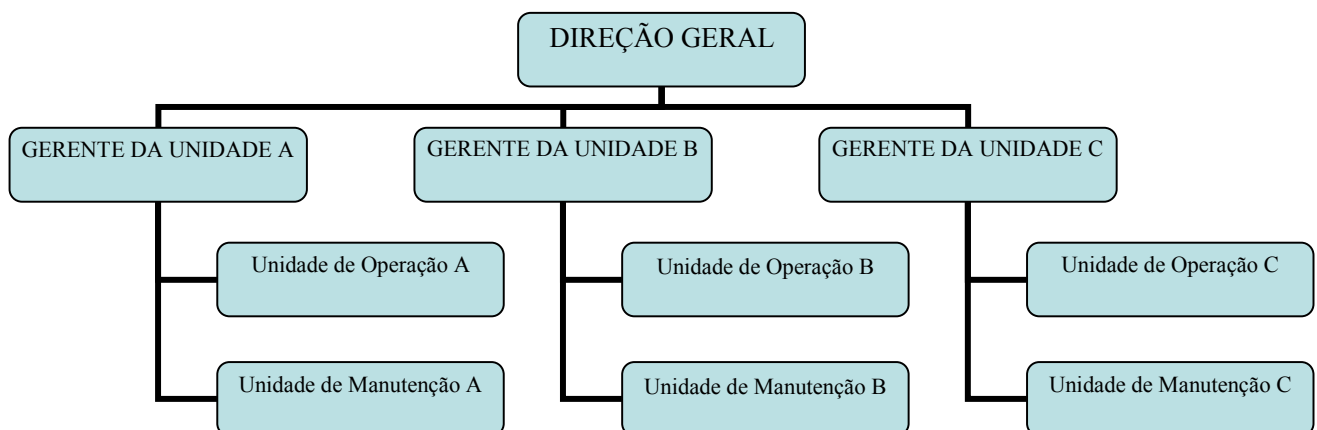 DIREÇÃO GERAL
GERENTE DA UNIDADE A
GERENTE DA UNIDADE B
GERENTE DA UNIDADE C
Unidade de Operação A
Unidade de Operação B
Unidade de Operação C
Unidade de Manutenção A
Unidade de Manutenção B
Unidade de Manutenção C